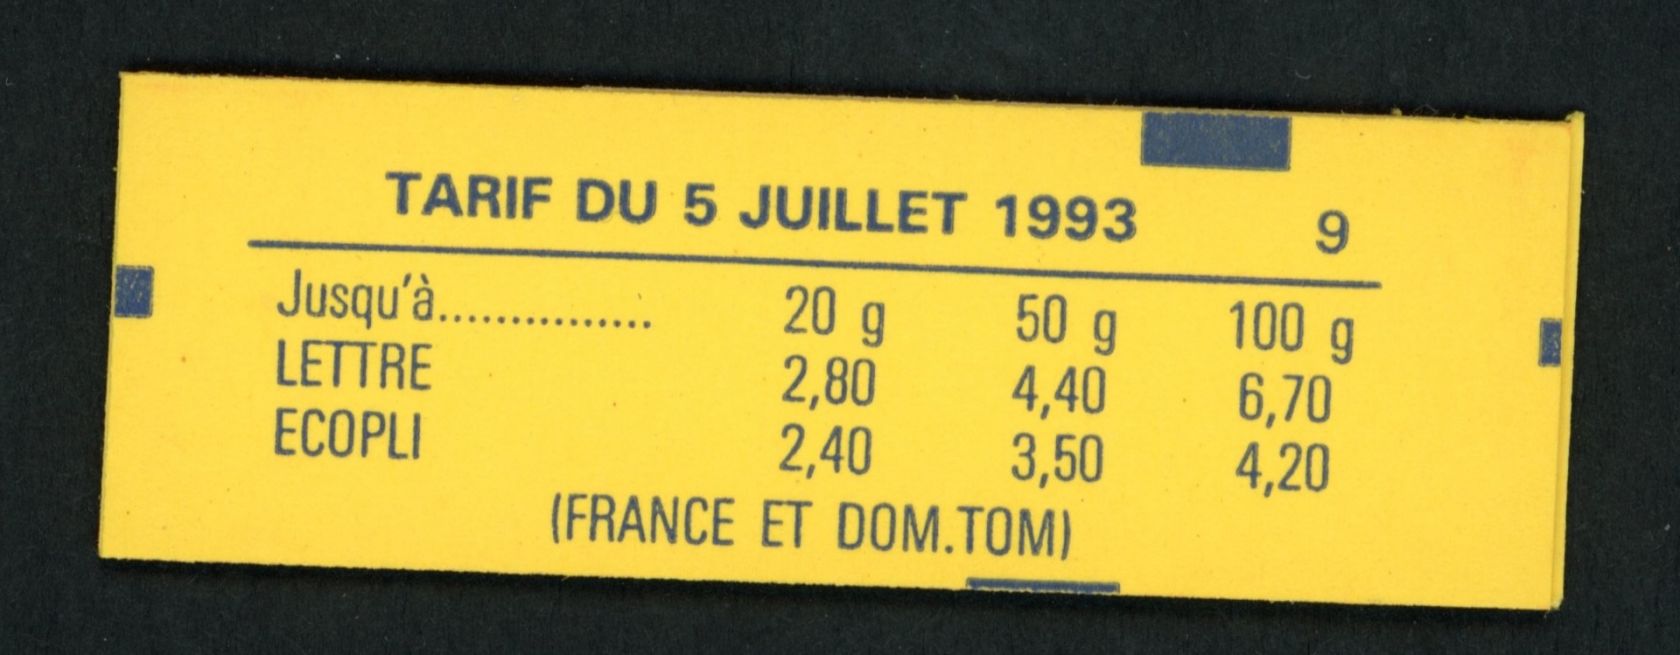 TARIF DU 5 JUILLET 1993 9
Jusqu'à............... 20 g 50 g 100 g
LETTRE 2,80 4,40 6,70
ECOPLI 2,40 3,50 4,20
(FRANCE ET DOM.TOM)